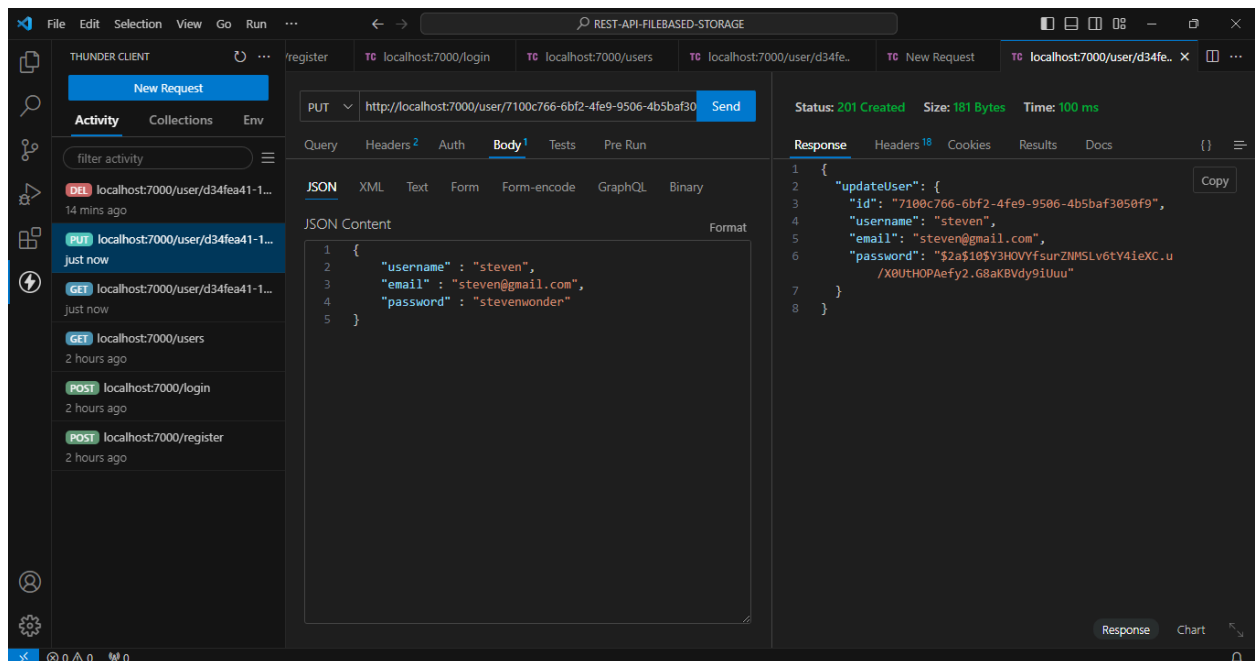 File Edit Selection View Go Run ···
REST-API-FILEBASED-STORAGE
THUNDER CLIENT
New Request
Activity Collections Env
filter activity
DEL localhost:7000/user/d34fea41-1...
14 mins ago
PUT localhost:7000/user/d34fea41-1...
just now
GET localhost:7000/user/d34fea41-1...
just now
GET localhost:7000/users
2 hours ago
POST localhost:7000/login
2 hours ago
POST localhost:7000/register
2 hours ago
/register TC localhost:7000/login TC localhost:7000/users TC localhost:7000/user/d34fe.. TC New Request TC localhost:7000/user/d34fe..
PUT http://localhost:7000/user/7100c766-6bf2-4fe9-9506-4b5baf30 Send
Query Headers 2 Auth Body 1 Tests Pre Run
JSON XML Text Form Form-encode GraphQL Binary
JSON Content Format
1 {
2 "username" : "steven",
3 "email" : "steven@gmail.com",
4 "password" : "stevenwonder"
5 }
Status: 201 Created Size: 181 Bytes Time: 100 ms
Response Headers 18 Cookies Results Docs {}
Copy
1 {
2 "updateUser": {
3 "id": "7100c766-6bf2-4fe9-9506-4b5baf3050f9",
4 "username": "steven",
5 "email": "steven@gmail.com",
6 "password": "$2a$10$Y3HOVYfsurZNMSLv6tY4ieXC.u
/X0UtHOPAefy2.G8aKBVdy9iUuu"
7 }
8 }
Response Chart
0 0 0